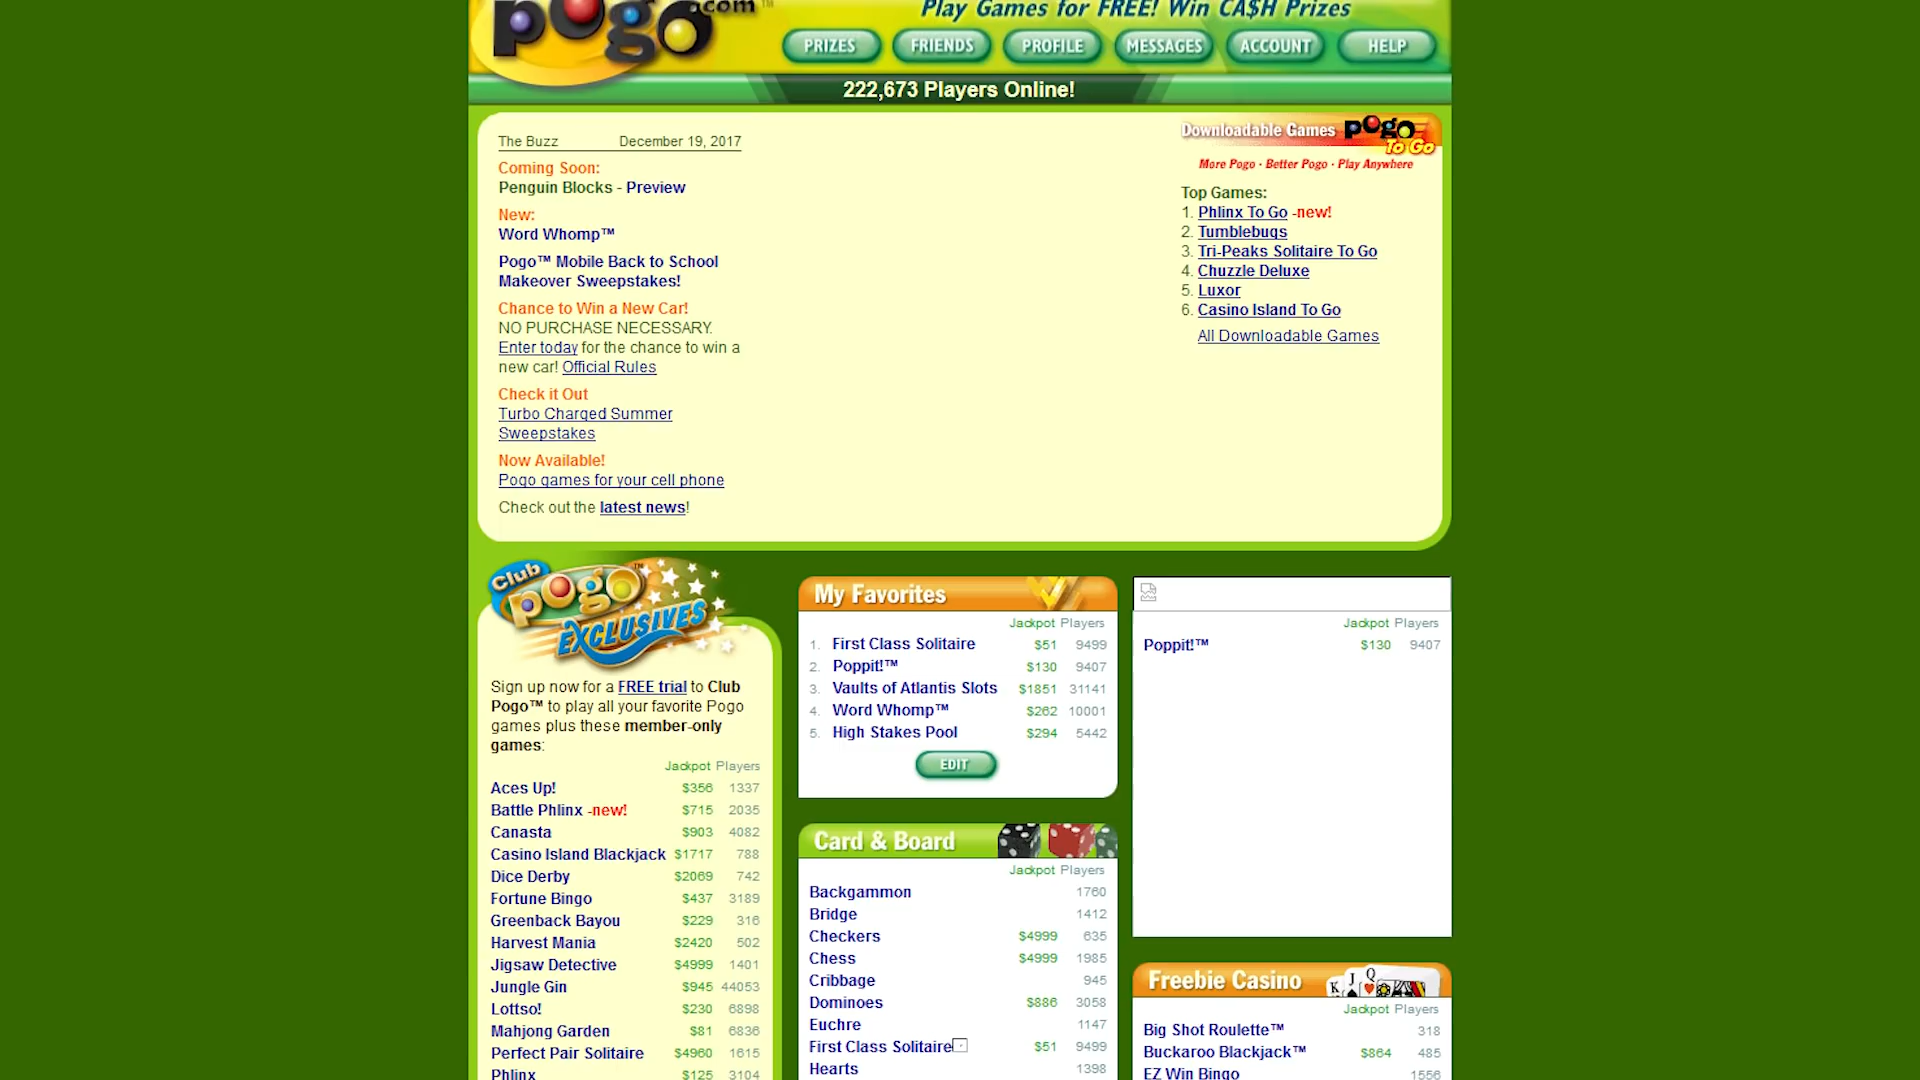 pogo.com™
Play Games for FREE! Win CA$H Prizes
PRIZES FRIENDS PROFILE MESSAGES ACCOUNT HELP
222,673 Players Online!
The Buzz December 19, 2017
Coming Soon:
Penguin Blocks - Preview
New:
Word Whomp™
Pogo™ Mobile Back to School
Makeover Sweepstakes!
Chance to Win a New Car!
NO PURCHASE NECESSARY.
Enter today for the chance to win a
new car! Official Rules
Check it Out
Turbo Charged Summer
Sweepstakes
Now Available!
Pogo games for your cell phone
Check out the latest news!
Downloadable Games pogo To Go
More Pogo · Better Pogo · Play Anywhere
Top Games:
1. Phlinx To Go -new!
2. Tumblebugs
3. Tri-Peaks Solitaire To Go
4. Chuzzle Deluxe
5. Luxor
6. Casino Island To Go
All Downloadable Games
Club pogo™ EXCLUSIVES
Sign up now for a FREE trial to Club
Pogo™ to play all your favorite Pogo
games plus these member-only
games:
Jackpot Players
Aces Up! $356 1337
Battle Phlinx -new! $715 2035
Canasta $903 4082
Casino Island Blackjack $1717 788
Dice Derby $2069 742
Fortune Bingo $437 3189
Greenback Bayou $229 316
Harvest Mania $2420 502
Jigsaw Detective $4999 1401
Jungle Gin $945 44053
Lottso! $230 6898
Mahjong Garden $81 6836
Perfect Pair Solitaire $4960 1615
Phlinx $125 3104
My Favorites
Jackpot Players
1. First Class Solitaire $51 9499
2. Poppit!™ $130 9407
3. Vaults of Atlantis Slots $1851 31141
4. Word Whomp™ $262 10001
5. High Stakes Pool $294 5442
EDIT
Card & Board
Jackpot Players
Backgammon 1760
Bridge 1412
Checkers $4999 635
Chess $4999 1985
Cribbage 945
Dominoes $886 3058
Euchre 1147
First Class Solitaire $51 9499
Hearts 1398
Jackpot Players
Poppit!™ $130 9407
Freebie Casino
K J Q
Jackpot Players
Big Shot Roulette™ 318
Buckaroo Blackjack™ $864 485
EZ Win Bingo 1556